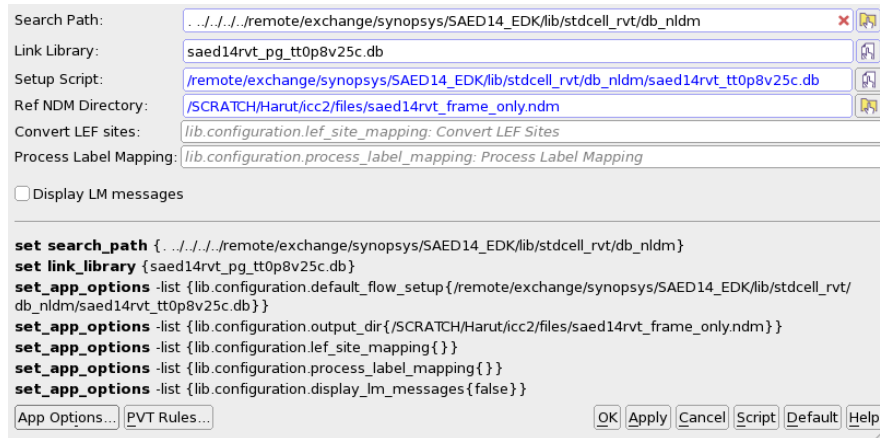 Search Path: . ../../../../remote/exchange/synopsys/SAED14_EDK/lib/stdcell_rvt/db_nldm
Link Library: saed14rvt_pg_tt0p8v25c.db
Setup Script: /remote/exchange/synopsys/SAED14_EDK/lib/stdcell_rvt/db_nldm/saed14rvt_tt0p8v25c.db
Ref NDM Directory: /SCRATCH/Harut/icc2/files/saed14rvt_frame_only.ndm
Convert LEF sites: lib.configuration.lef_site_mapping: Convert LEF Sites
Process Label Mapping: lib.configuration.process_label_mapping: Process Label Mapping
Display LM messages
set search_path {. ../../../../remote/exchange/synopsys/SAED14_EDK/lib/stdcell_rvt/db_nldm}
set link_library {saed14rvt_pg_tt0p8v25c.db}
set_app_options -list {lib.configuration.default_flow_setup{/remote/exchange/synopsys/SAED14_EDK/lib/stdcell_rvt/
db_nldm/saed14rvt_tt0p8v25c.db}}
set_app_options -list {lib.configuration.output_dir{/SCRATCH/Harut/icc2/files/saed14rvt_frame_only.ndm}}
set_app_options -list {lib.configuration.lef_site_mapping{}}
set_app_options -list {lib.configuration.process_label_mapping{}}
set_app_options -list {lib.configuration.display_lm_messages{false}}
App Options... PVT Rules... OK Apply Cancel Script Default Help